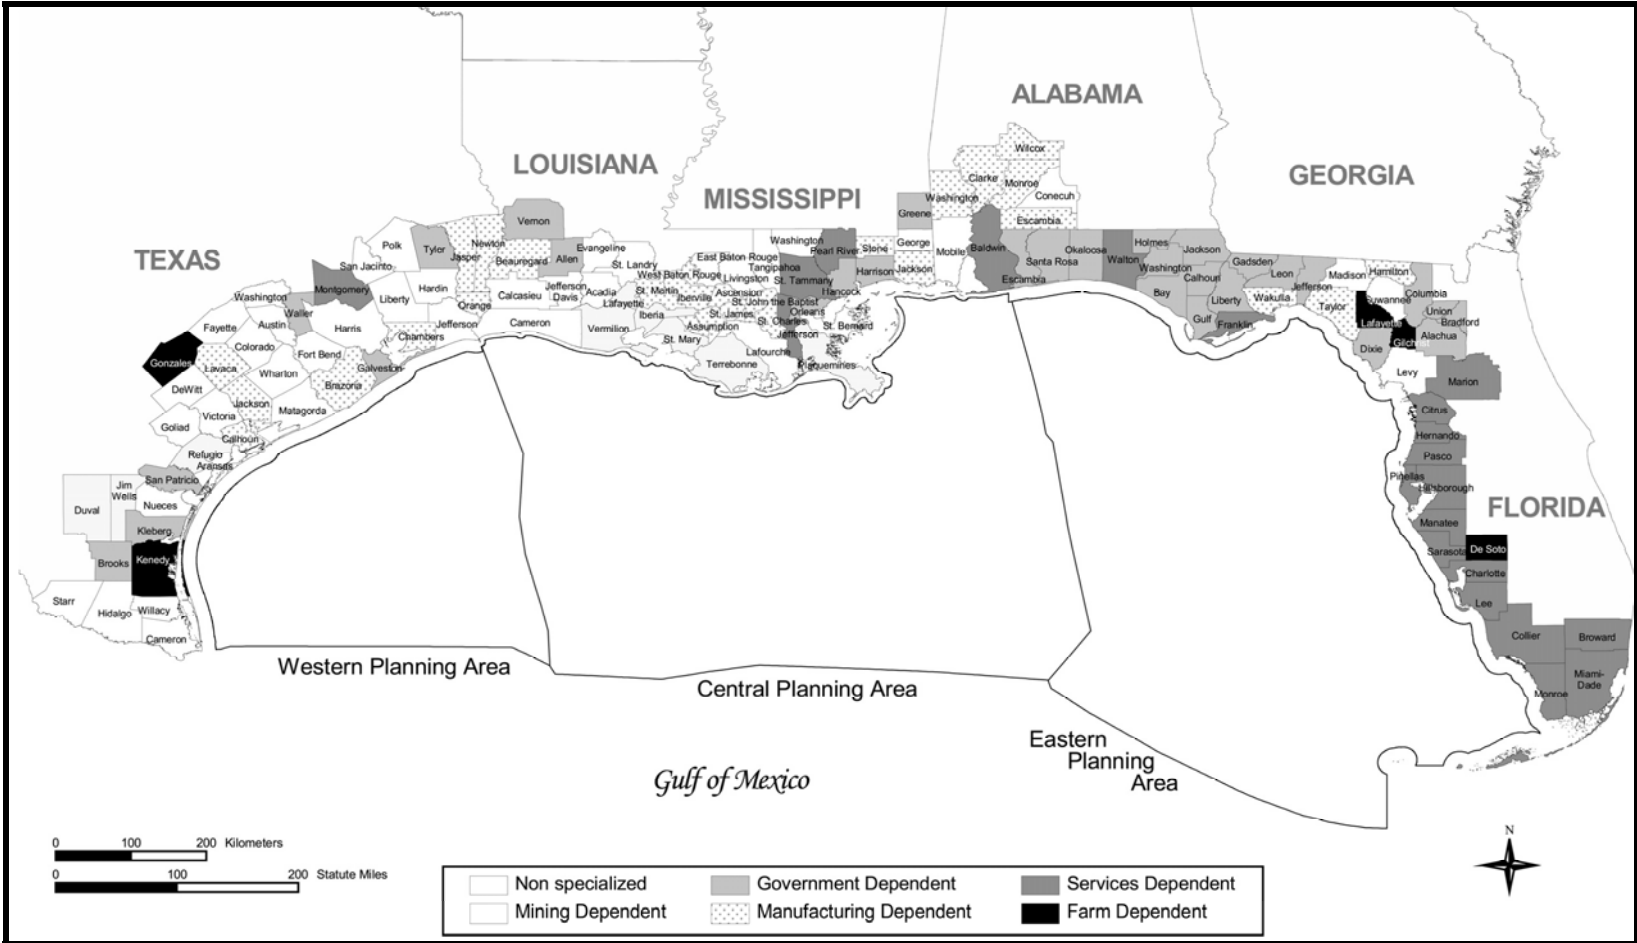 ALABAMA
LOUISIANA
GEORGIA
MISSISSIPPI
TEXAS
FLORIDA
Wilcox
Clarke
Monroe
Washington
Conecuh
Escambia
Greene
Vernon
Polk
Tylor
Newton
Jasper
Beauregard
Allen
Evangeline
St. Landry
San Jacinto
Montgomery
Liberty
Hardin
Orange
Calcasieu
Jefferson
Davis
Acadia
Lafayette
St. Martin
West Baton Rouge
East Baton Rouge
Washington
Tangipahoa
Livingston
Iberville
Ascension
St. John the Baptist
St. James
Assumption
St. Charles
Orleans
Jefferson
St. Tammany
Pearl River
Hancock
Stone
Harrison
George
Jackson
Mobile
Baldwin
Escambia
Santa Rosa
Okaloosa
Walton
Holmes
Washington
Jackson
Bay
Calhoun
Gulf
Liberty
Gadsden
Leon
Franklin
Wakulla
Jefferson
Madison
Taylor
Hamilton
Suwannee
Columbia
Lafayette
Union
Bradford
Alachua
Dixie
Levy
Marion
Citrus
Hernando
Pasco
Pinellas
Hillsborough
Manatee
Sarasota
De Soto
Charlotte
Lee
Collier
Broward
Monroe
Miami-
Dade
Washington
Waller
Austin
Fayette
Harris
Chambers
Jefferson
Cameron
Vermilion
Iberia
St. Mary
Terrebonne
Lafourche
St. Bernard
Plaquemines
Colorado
Fort Bend
Galveston
Gonzales
Lavaca
Wharton
Brazoria
DeWitt
Jackson
Matagorda
Victoria
Goliad
Calhoun
Refugio
Aransas
San Patricio
Jim
Wells
Duval
Nueces
Kleberg
Brooks
Kenedy
Starr
Hidalgo
Willacy
Cameron
Western Planning Area
Central Planning Area
Eastern
Planning
Area
Gulf of Mexico
0 100 200 Kilometers
0 100 200 Statute Miles
N
Non specialized
Government Dependent
Services Dependent
Mining Dependent
Manufacturing Dependent
Farm Dependent